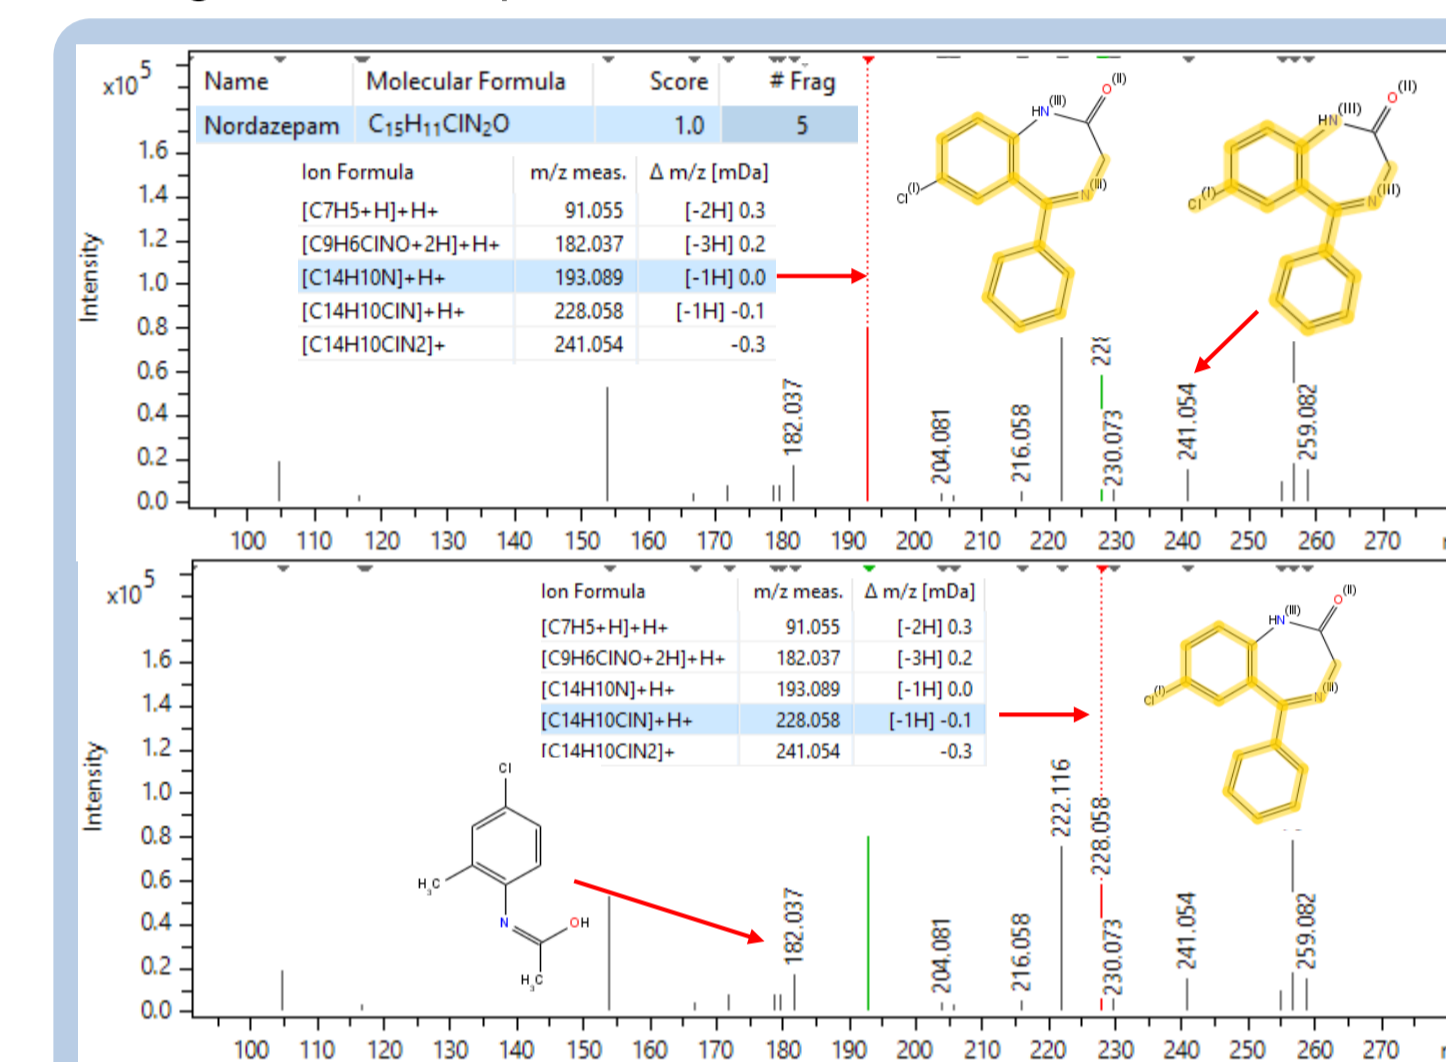 x10^5
Name Molecular Formula Score # Frag
Nordazepam C15H11ClN2O 1.0 5
Ion Formula m/z meas. Δ m/z [mDa]
[C7H5+H]+H+ 91.055 [-2H] 0.3
[C9H6ClNO+2H]+H+ 182.037 [-3H] 0.2
[C14H10N]+H+ 193.089 [-1H] 0.0
[C14H10ClN]+H+ 228.058 [-1H] -0.1
[C14H10ClN2]+ 241.054 -0.3
HN(III) O(II) Cl(I) N(III)
HN(III) O(II) Cl(I) N(III)
Intensity
1.6
1.4
1.2
1.0
0.8
0.6
0.4
0.2
0.0
182.037
204.081
216.058
228
230.073
241.054
259.082
100 110 120 130 140 150 160 170 180 190 200 210 220 230 240 250 260 270
x10^5
Ion Formula m/z meas. Δ m/z [mDa]
[C7H5+H]+H+ 91.055 [-2H] 0.3
[C9H6ClNO+2H]+H+ 182.037 [-3H] 0.2
[C14H10N]+H+ 193.089 [-1H] 0.0
[C14H10ClN]+H+ 228.058 [-1H] -0.1
[C14H10ClN2]+ 241.054 -0.3
HN(III) O(II) Cl(I) N(III)
Intensity
1.6
1.4
1.2
1.0
0.8
0.6
0.4
0.2
0.0
Cl
H3C
N OH
H3C
182.037
204.081
216.058
222.116
228.058
230.073
241.054
259.082
100 110 120 130 140 150 160 170 180 190 200 210 220 230 240 250 260 270